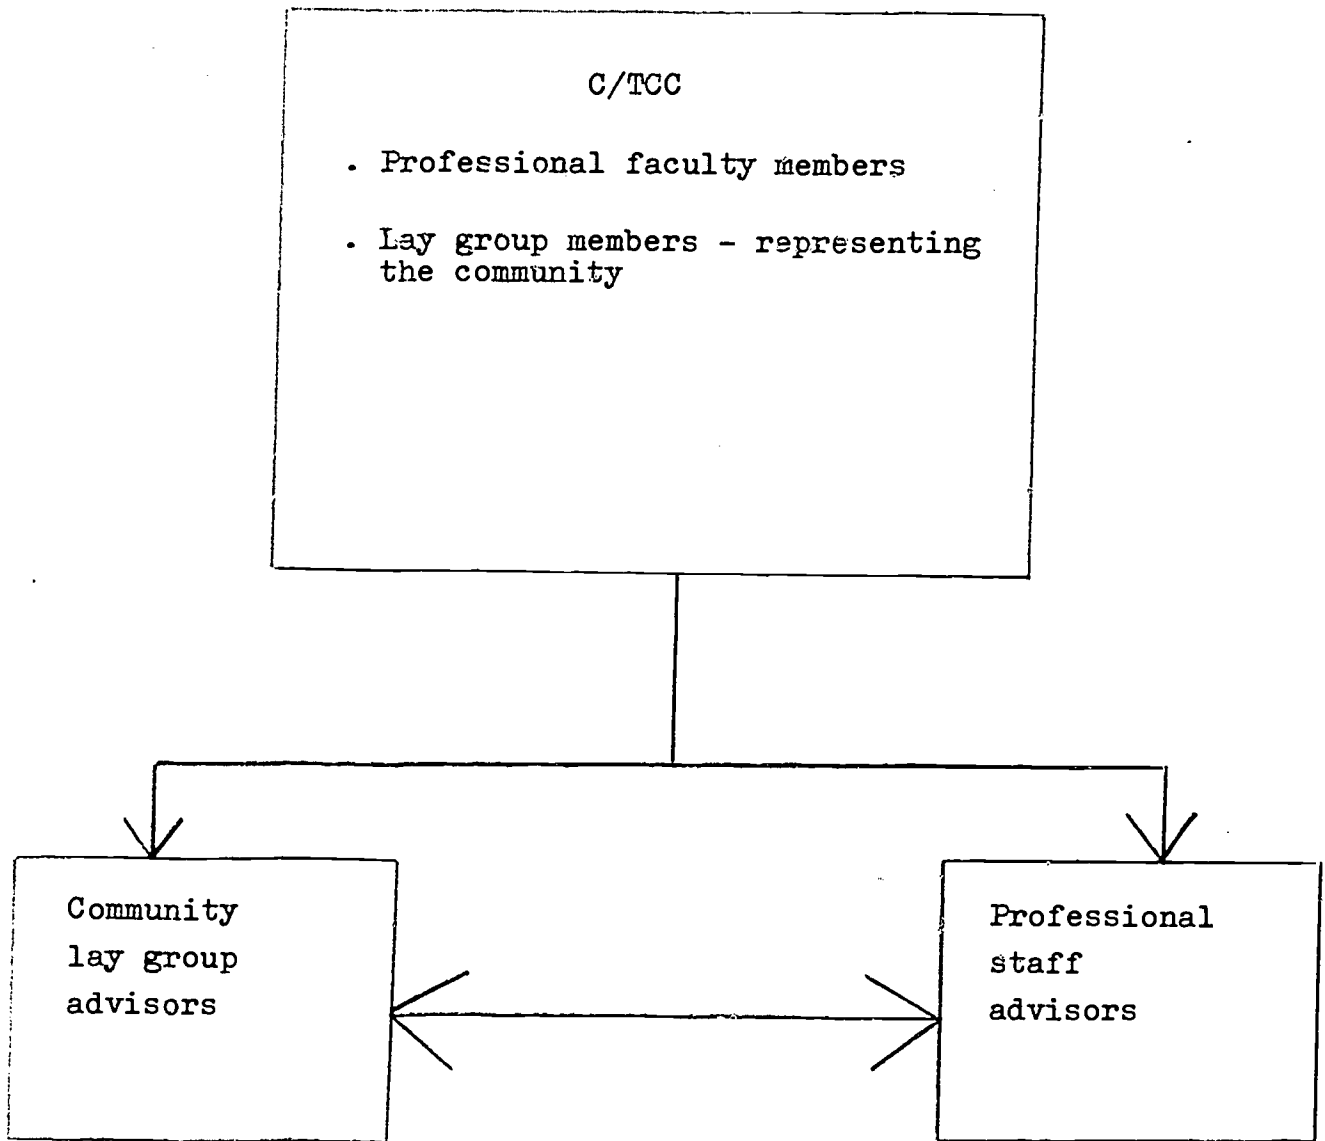 C/TCC
. Professional faculty members
. Lay group members - representing
the community
Community
lay group
advisors
Professional
staff
advisors